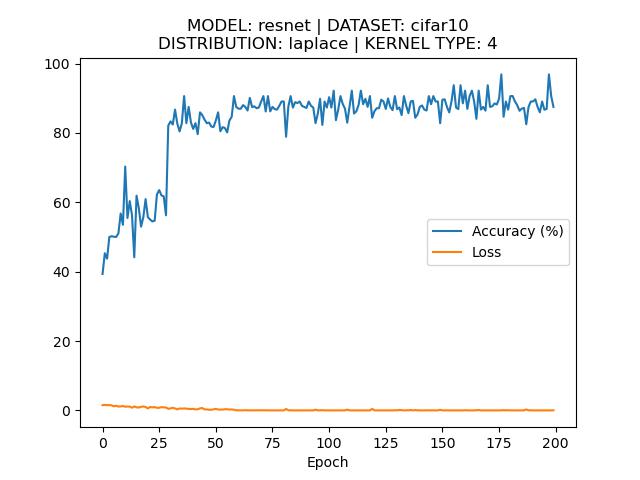 MODEL: resnet | DATASET: cifar10
DISTRIBUTION: laplace | KERNEL TYPE: 4
100
80
60
40
20
0
Accuracy (%)
Loss
0 25 50 75 100 125 150 175 200
Epoch